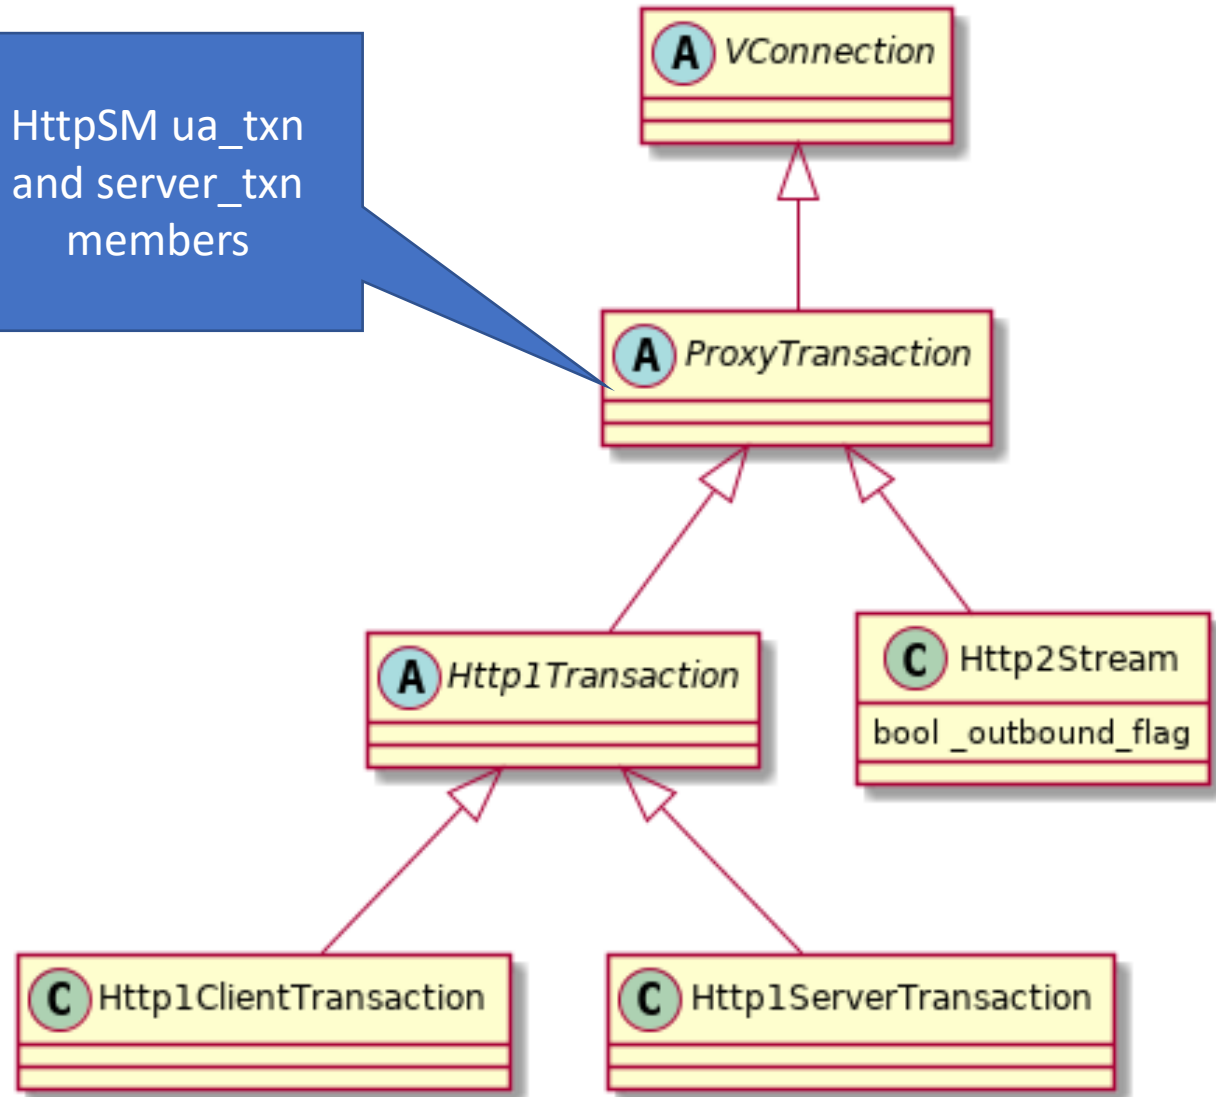 A VConnection
HttpSM ua_txn
and server_txn
members
A ProxyTransaction
A Http1Transaction
C Http2Stream
bool _outbound_flag
C Http1ClientTransaction
C Http1ServerTransaction